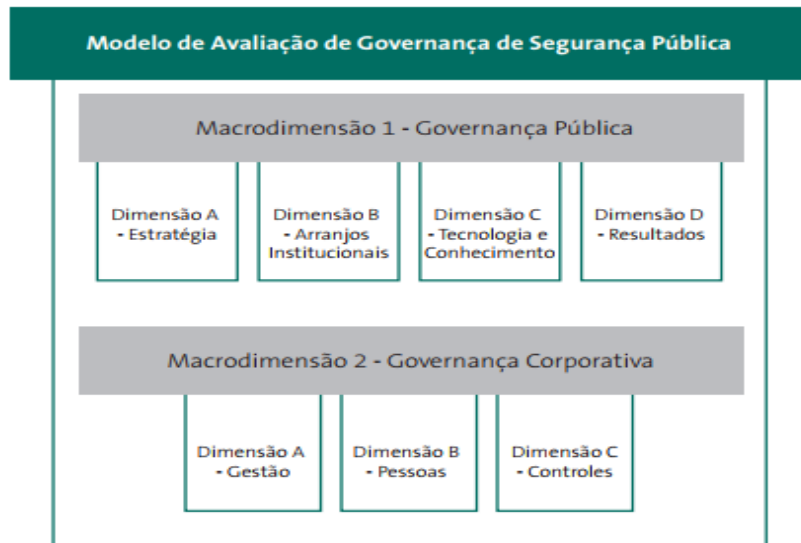 Modelo de Avaliação de Governança de Segurança Pública
Macrodimensão 1 - Governança Pública
Dimensão A
- Estratégia
Dimensão B
- Arranjos
Institucionais
Dimensão C
- Tecnologia e
Conhecimento
Dimensão D
- Resultados
Macrodimensão 2 - Governança Corporativa
Dimensão A
- Gestão
Dimensão B
- Pessoas
Dimensão C
- Controles